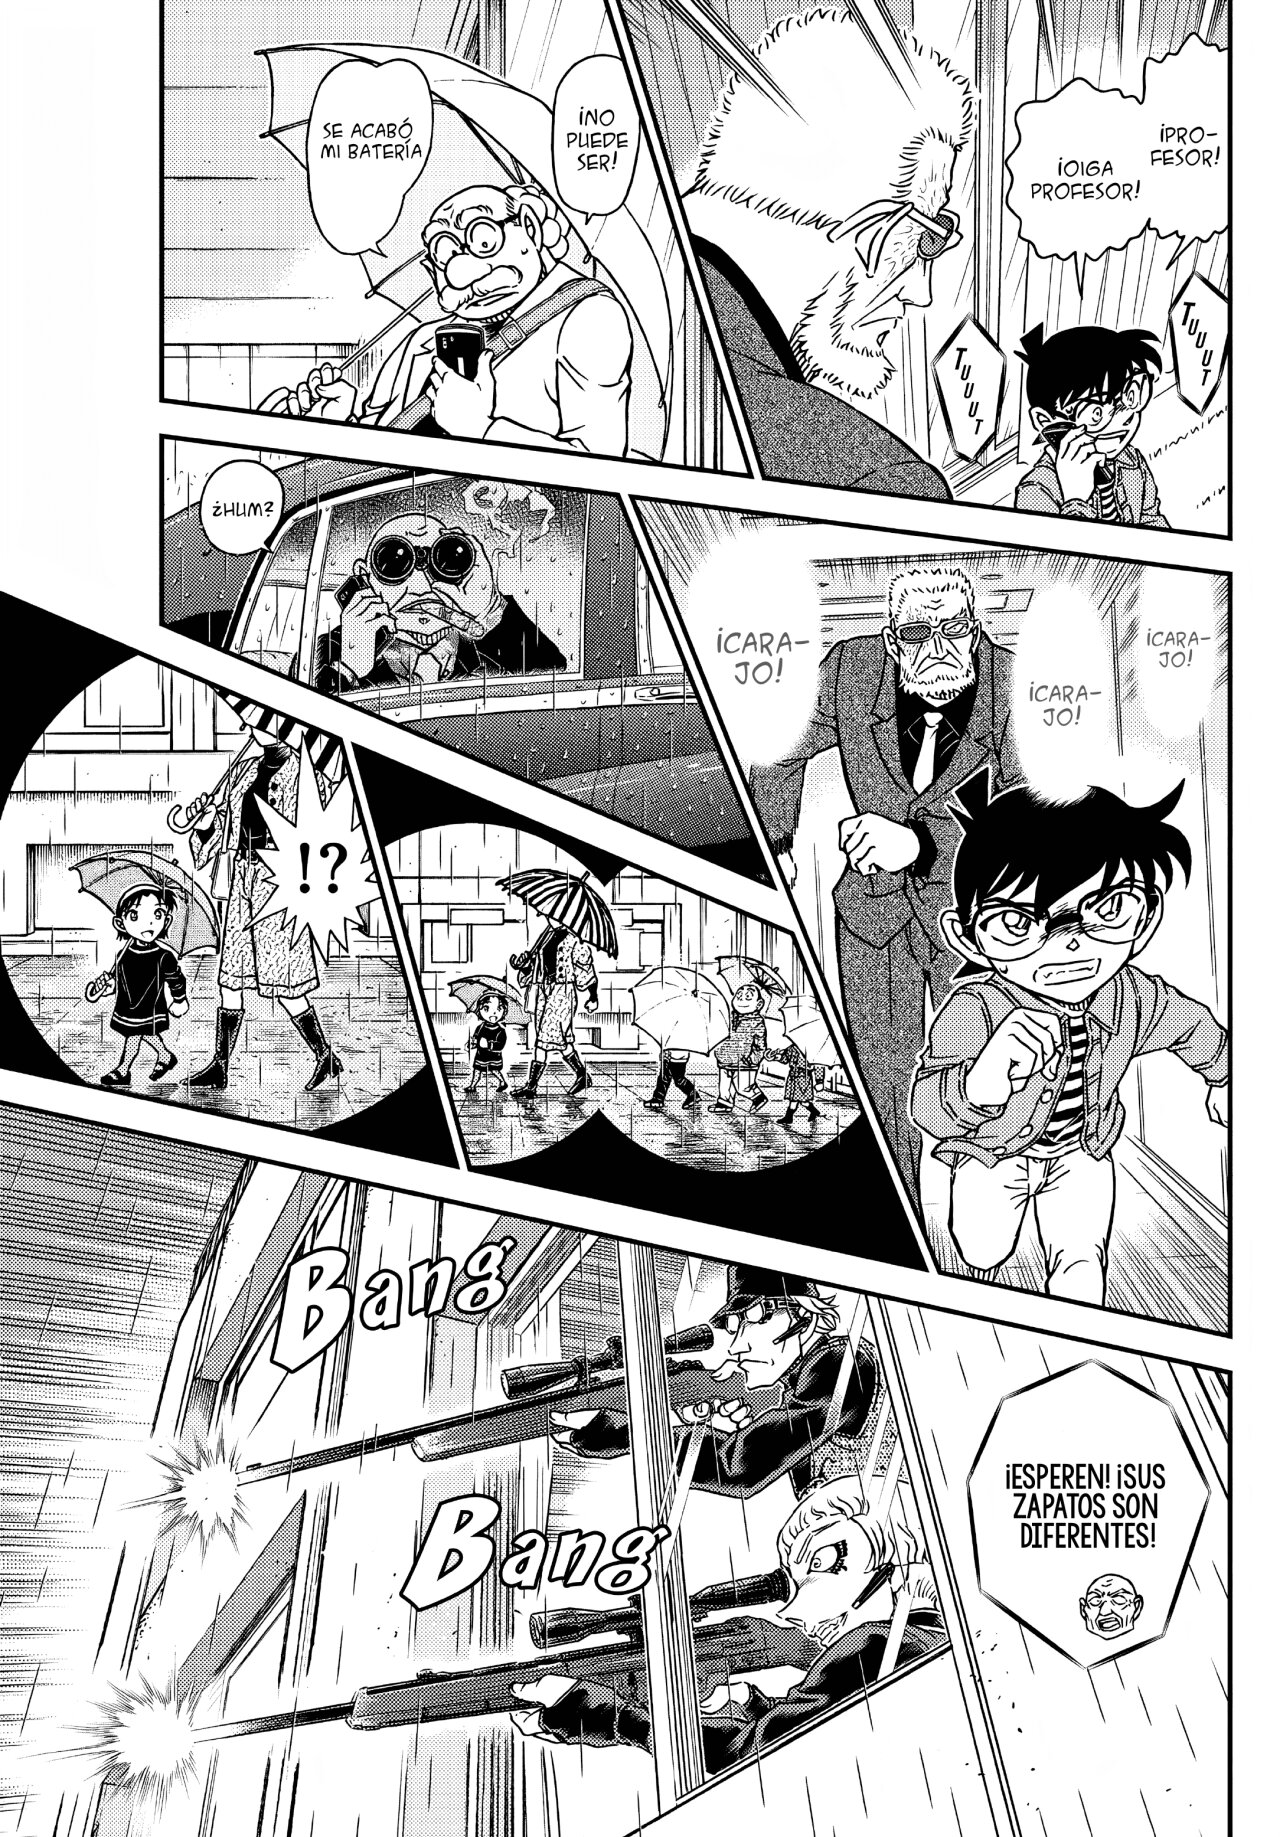 ¡PRO-
FESOR!
¡OIGA
PROFESOR!
TUUUT
TUUUT
¡NO
PUEDE
SER!
SE ACABÓ
MI BATERÍA
¡CARA-
JO!
¡CARA-
JO!
¡CARA-
JO!
¿HUM?
!?
¡ESPEREN! ¡SUS
ZAPATOS SON
DIFERENTES!
BANG
BANG